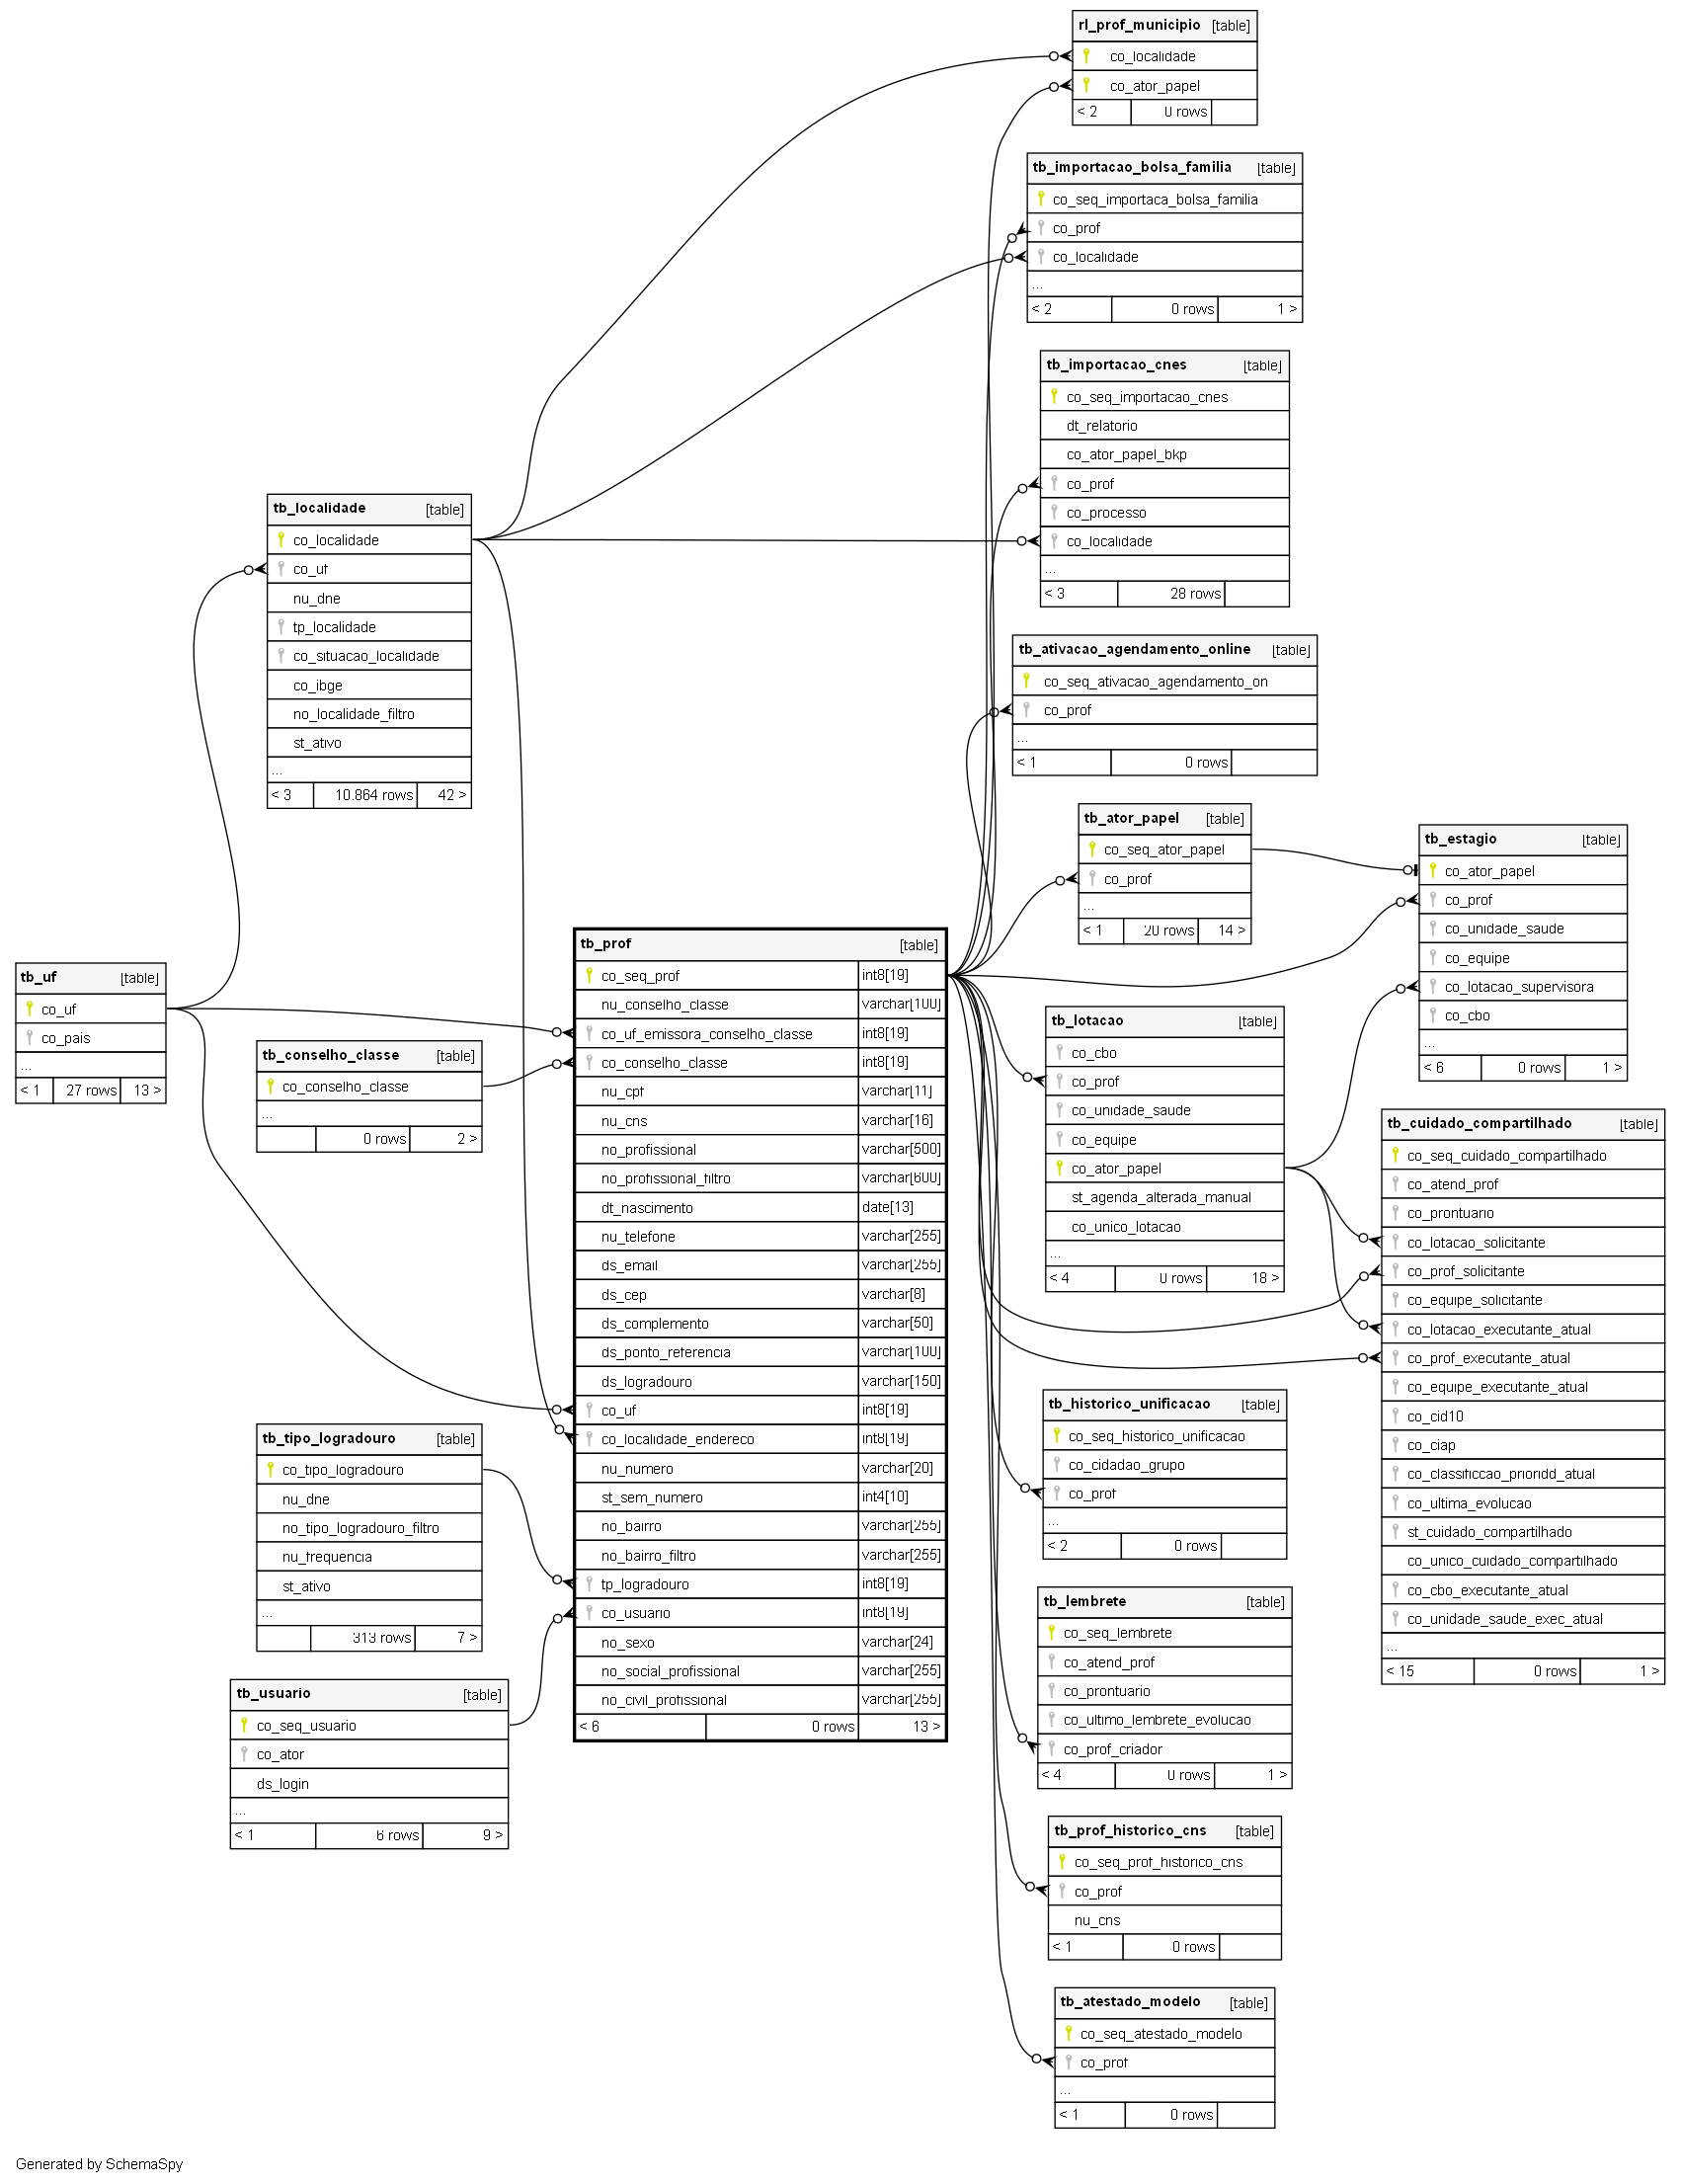 rl_prof_municipio [table]
co_localidade
co_ator_papel
< 2 0 rows
tb_importacao_bolsa_familia [table]
co_seq_importaca_bolsa_familia
co_prof
co_localidade
...
< 2 0 rows 1 >
tb_importacao_cnes [table]
co_seq_importacao_cnes
dt_relatorio
co_ator_papel_bkp
co_prof
co_processo
co_localidade
...
< 3 28 rows
tb_localidade [table]
co_localidade
co_uf
nu_dne
tp_localidade
co_situacao_localidade
co_ibge
no_localidade_filtro
st_ativo
...
< 3 10.864 rows 42 >
tb_ativacao_agendamento_online [table]
co_seq_ativacao_agendamento_on
co_prof
...
< 1 0 rows
tb_ator_papel [table]
co_seq_ator_papel
co_prof
...
< 1 20 rows 14 >
tb_estagio [table]
co_ator_papel
co_prof
co_unidade_saude
co_equipe
co_lotacao_supervisora
co_cbo
...
< 6 0 rows 1 >
tb_uf [table]
co_uf
co_pais
...
< 1 27 rows 13 >
tb_conselho_classe [table]
co_conselho_classe
...
0 rows 2 >
tb_prof [table]
co_seq_prof int8[19]
nu_conselho_classe varchar[100]
co_uf_emissora_conselho_classe int8[19]
co_conselho_classe int8[19]
nu_cpf varchar[11]
nu_cns varchar[16]
no_profissional varchar[500]
no_profissional_filtro varchar[600]
dt_nascimento date[13]
nu_telefone varchar[255]
ds_email varchar[255]
ds_cep varchar[8]
ds_complemento varchar[50]
ds_ponto_referencia varchar[100]
ds_logradouro varchar[150]
co_uf int8[19]
co_localidade_endereco int8[19]
nu_numero varchar[20]
st_sem_numero int4[10]
no_bairro varchar[255]
no_bairro_filtro varchar[255]
tp_logradouro int8[19]
co_usuario int8[19]
no_sexo varchar[24]
no_social_profissional varchar[255]
no_civil_profissional varchar[255]
< 6 0 rows 13 >
tb_lotacao [table]
co_cbo
co_prof
co_unidade_saude
co_equipe
co_ator_papel
st_agenda_alterada_manual
co_unico_lotacao
...
< 4 0 rows 18 >
tb_cuidado_compartilhado [table]
co_seq_cuidado_compartilhado
co_atend_prof
co_prontuario
co_lotacao_solicitante
co_prof_solicitante
co_equipe_solicitante
co_lotacao_executante_atual
co_prof_executante_atual
co_equipe_executante_atual
co_cid10
co_ciap
co_classificcao_prioridd_atual
co_ultima_evolucao
st_cuidado_compartilhado
co_unico_cuidado_compartilhado
co_cbo_executante_atual
co_unidade_saude_exec_atual
...
< 15 0 rows 1 >
tb_historico_unificacao [table]
co_seq_historico_unificacao
co_cidadao_grupo
co_prof
...
< 2 0 rows
tb_tipo_logradouro [table]
co_tipo_logradouro
nu_dne
no_tipo_logradouro_filtro
nu_frequencia
st_ativo
...
313 rows 7 >
tb_lembrete [table]
co_seq_lembrete
co_atend_prof
co_prontuario
co_ultimo_lembrete_evolucao
co_prof_criador
< 4 0 rows 1 >
tb_usuario [table]
co_seq_usuario
co_ator
ds_login
...
< 1 6 rows 9 >
tb_prof_historico_cns [table]
co_seq_prof_historico_cns
co_prof
nu_cns
< 1 0 rows
tb_atestado_modelo [table]
co_seq_atestado_modelo
co_prof
...
< 1 0 rows
Generated by SchemaSpy